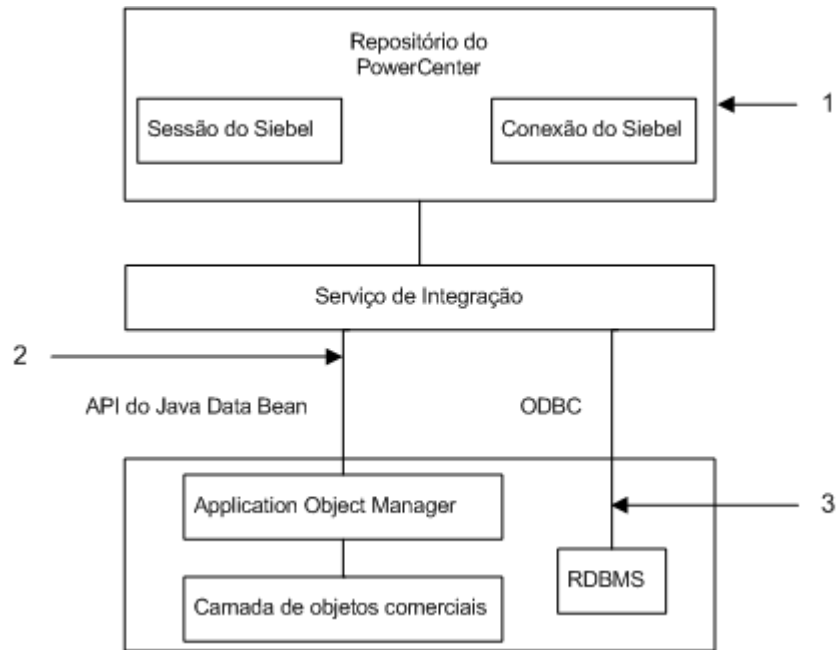 Repositório do
PowerCenter
1
Sessão do Siebel
Conexão do Siebel
Serviço de Integração
2
API do Java Data Bean
ODBC
Application Object Manager
3
RDBMS
Camada de objetos comerciais